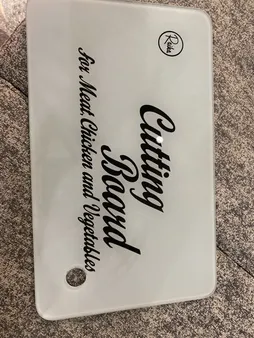 Cutting
Board
For Meat, Chicken and Vegetables